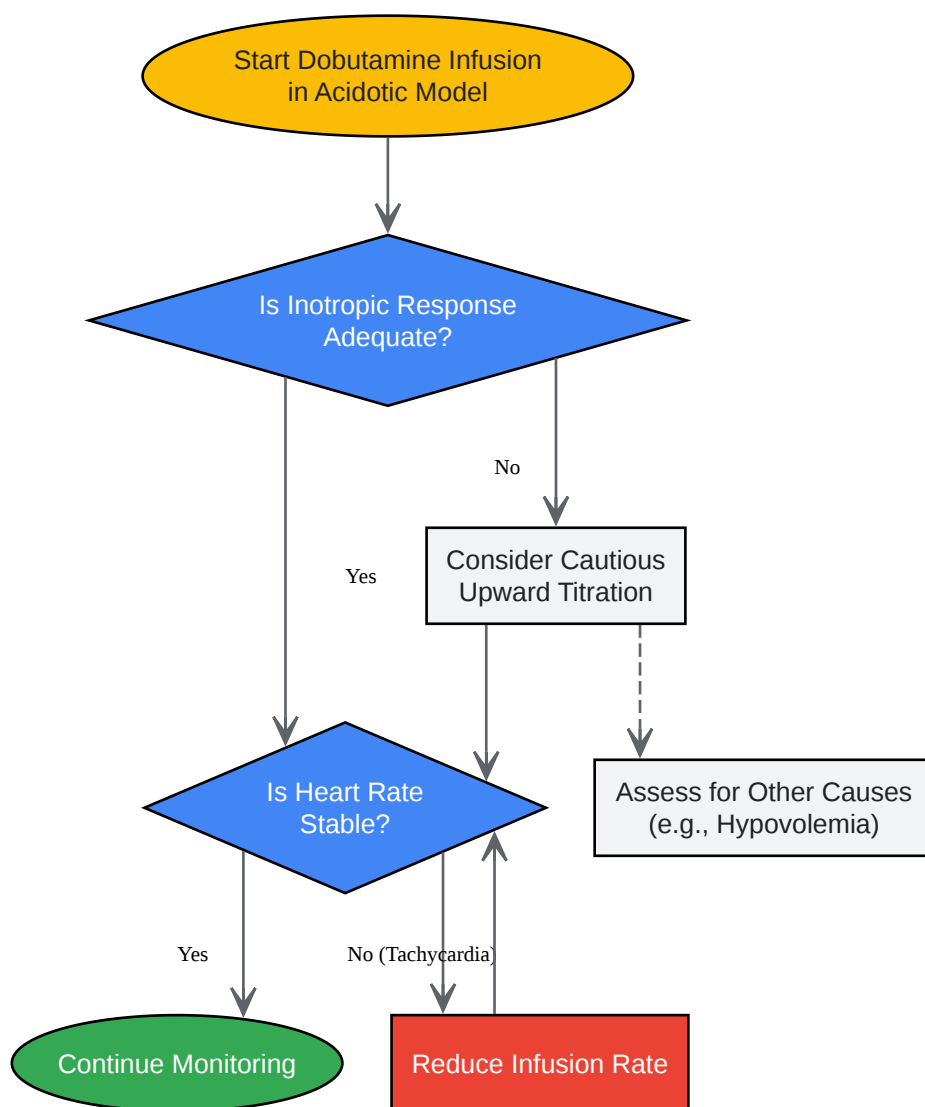 Start Dobutamine Infusion
in Acidotic Model
Is Inotropic Response
Adequate?
No
Consider Cautious
Upward Titration
Yes
Is Heart Rate
Stable?
Assess for Other Causes
(e.g., Hypovolemia)
Yes
No (Tachycardia)
Continue Monitoring
Reduce Infusion Rate